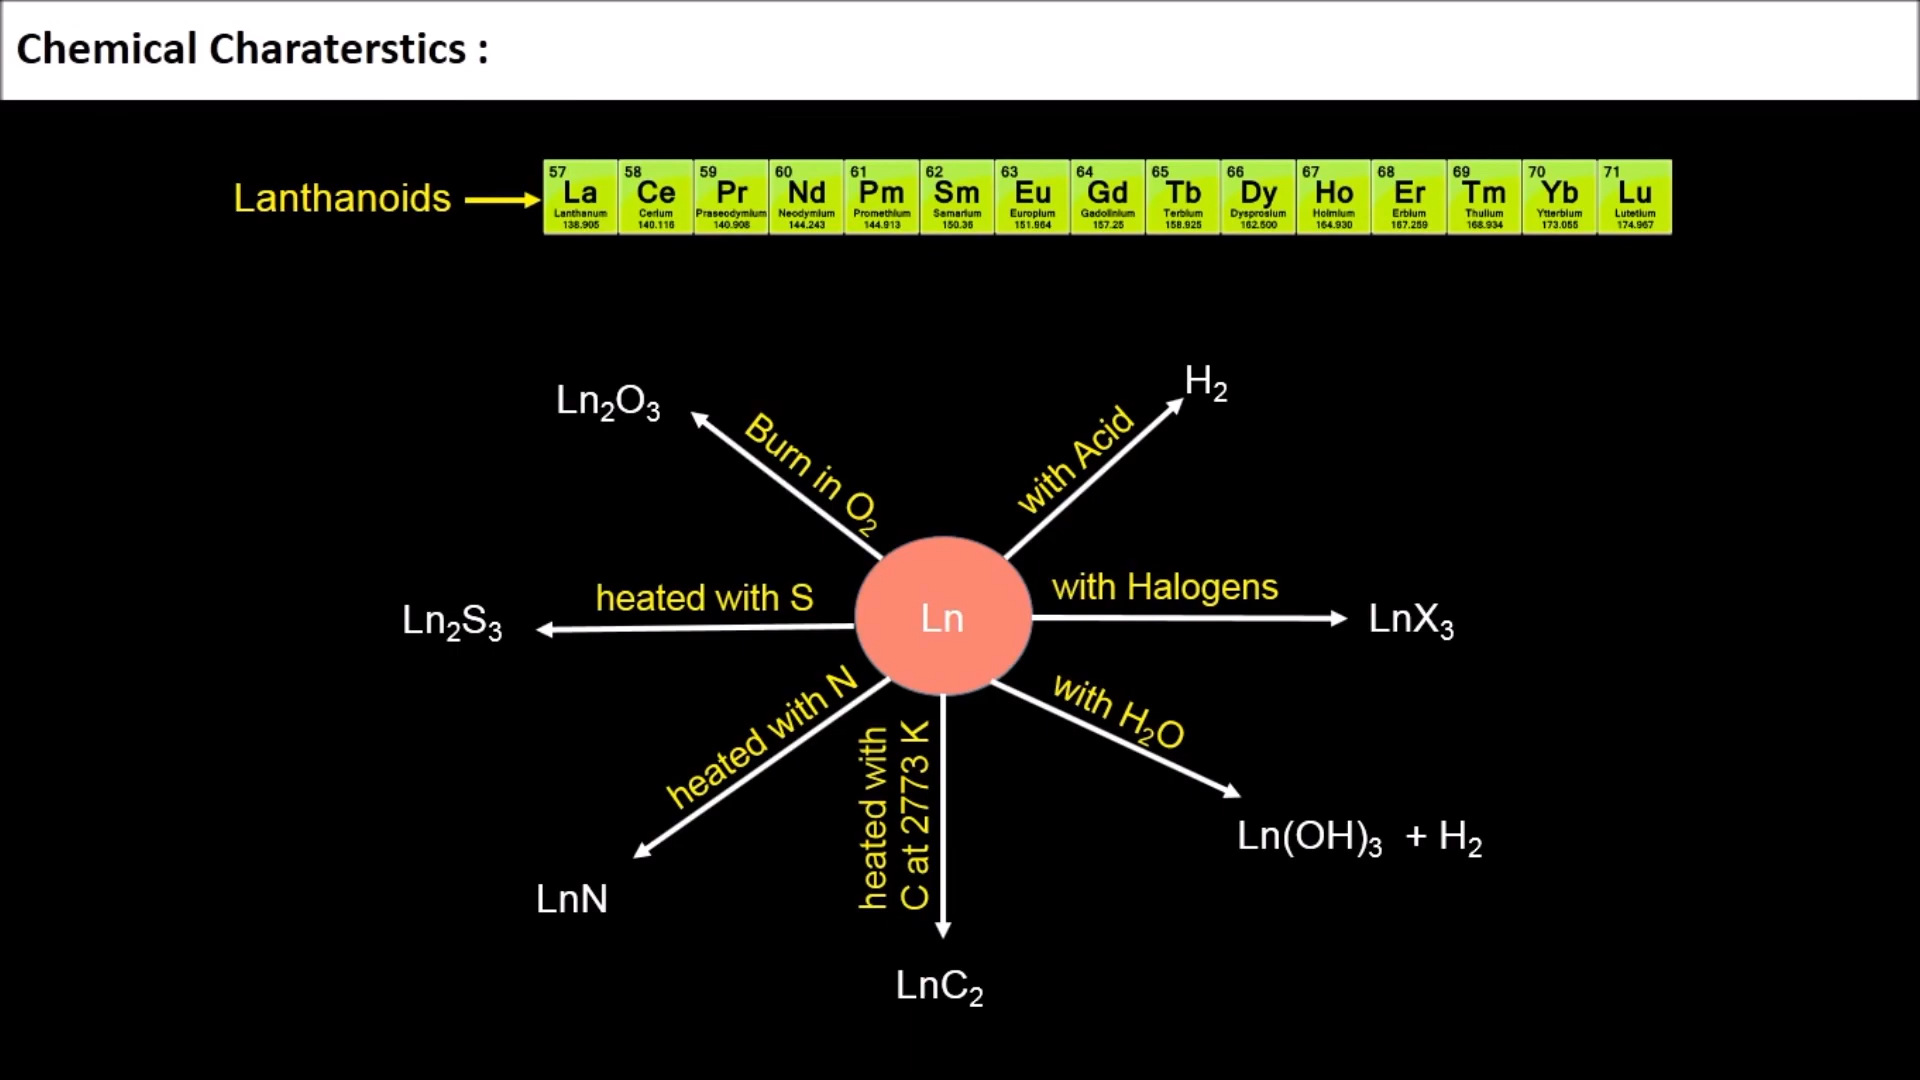 Chemical Charaterstics :
Lanthanoids
57 58 59 60 61 62 63 64 65 66 67 68 69 70 71
La Ce Pr Nd Pm Sm Eu Gd Tb Dy Ho Er Tm Yb Lu
Lanthanum Cerium Praseodymium Neodymium Promethium Samarium Europium Gadolinium Terbium Dysprosium Holmium Erbium Thulium Ytterbium Lutetium
138.905 140.116 140.908 144.243 144.913 150.36 151.964 157.25 158.925 162.500 164.930 167.259 168.934 173.055 174.967
Ln₂O₃
Burn in O₂
with Acid
H₂
Ln₂S₃
heated with S
Ln
with Halogens
LnX₃
heated with N
LnN
heated with
C at 2773 K
LnC₂
with H₂O
Ln(OH)₃ + H₂